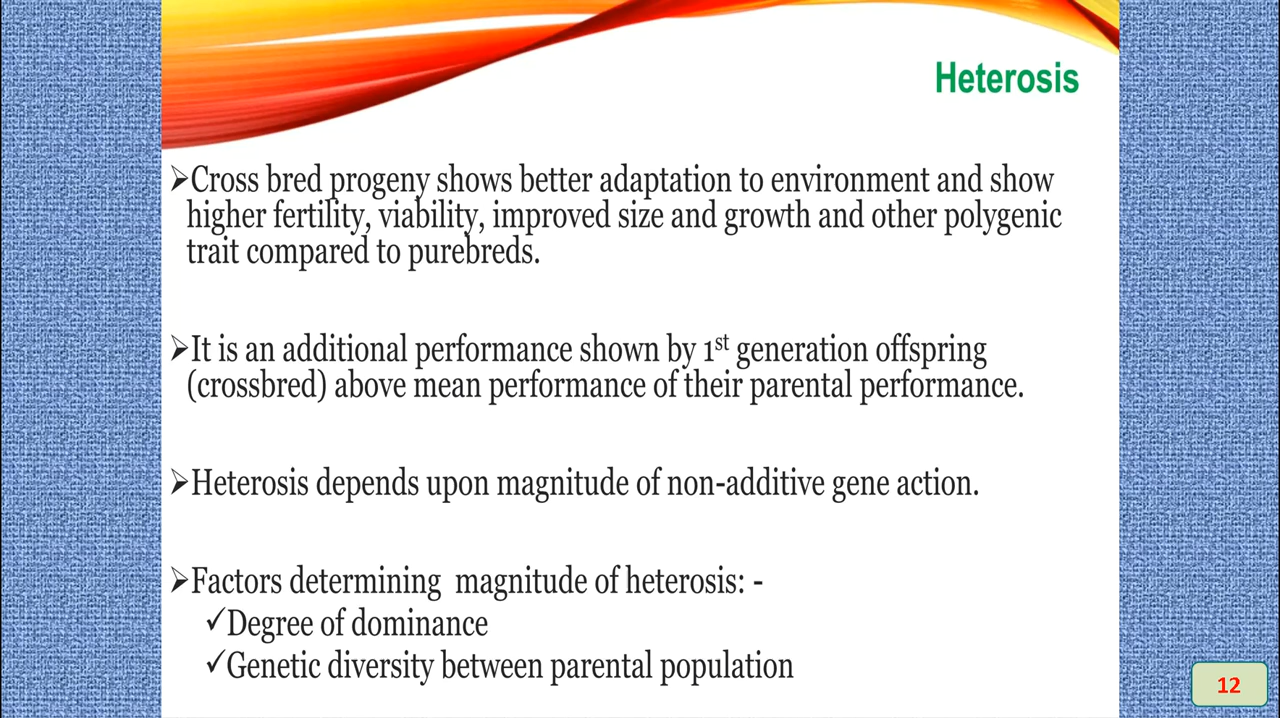 Heterosis
➢Cross bred progeny shows better adaptation to environment and show
higher fertility, viability, improved size and growth and other polygenic
trait compared to purebreds.
➢It is an additional performance shown by 1st generation offspring
(crossbred) above mean performance of their parental performance.
➢Heterosis depends upon magnitude of non-additive gene action.
➢Factors determining  magnitude of heterosis: -
✓Degree of dominance
✓Genetic diversity between parental population
12